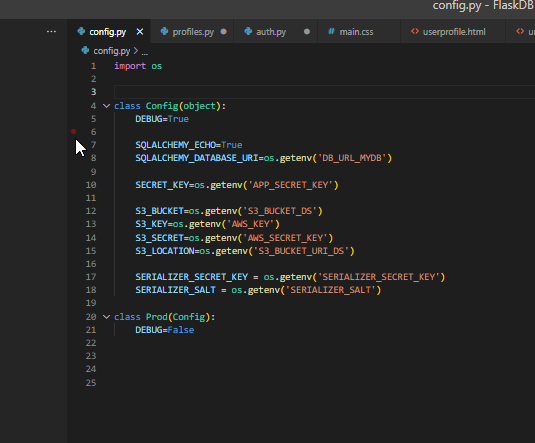 config.py - FlaskDB
... config.py × profiles.py ● auth.py ● # main.css <> userprofile.html <>
config.py > ...
1 import os
2
3
4 class Config(object):
5 DEBUG=True
6
7 SQLALCHEMY_ECHO=True
8 SQLALCHEMY_DATABASE_URI=os.getenv('DB_URL_MYDB')
9
10 SECRET_KEY=os.getenv('APP_SECRET_KEY')
11
12 S3_BUCKET=os.getenv('S3_BUCKET_DS')
13 S3_KEY=os.getenv('AWS_KEY')
14 S3_SECRET=os.getenv('AWS_SECRET_KEY')
15 S3_LOCATION=os.getenv('S3_BUCKET_URI_DS')
16
17 SERIALIZER_SECRET_KEY = os.getenv('SERIALIZER_SECRET_KEY')
18 SERIALIZER_SALT = os.getenv('SERIALIZER_SALT')
19
20 class Prod(Config):
21 DEBUG=False
22
23
24
25